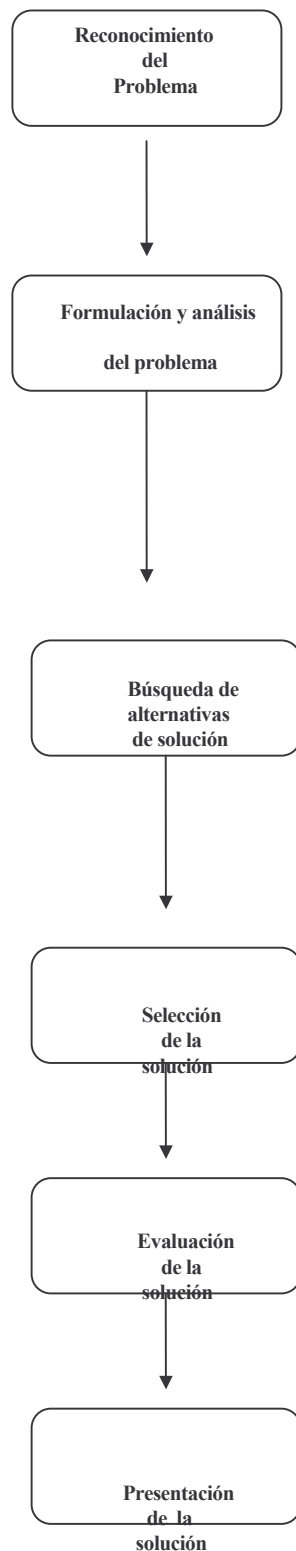 Reconocimiento
del
Problema
Formulación y análisis
del problema
Búsqueda de
alternativas
de solución
Selección
de la
solución
Evaluación
de la
solución
Presentación
de la
solución